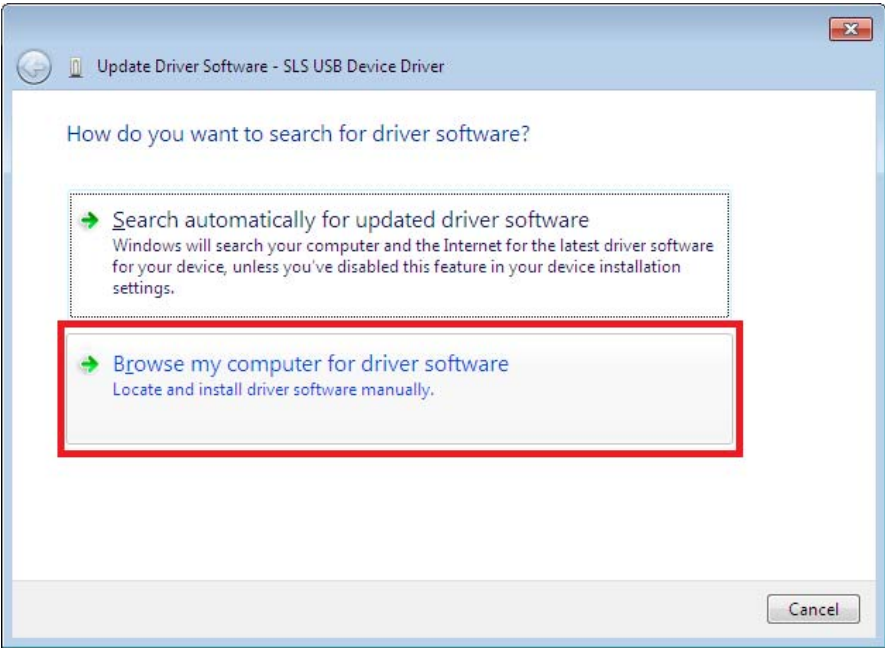 Update Driver Software - SLS USB Device Driver
How do you want to search for driver software?
Search automatically for updated driver software
Windows will search your computer and the Internet for the latest driver software
for your device, unless you've disabled this feature in your device installation
settings.
Browse my computer for driver software
Locate and install driver software manually.
Cancel